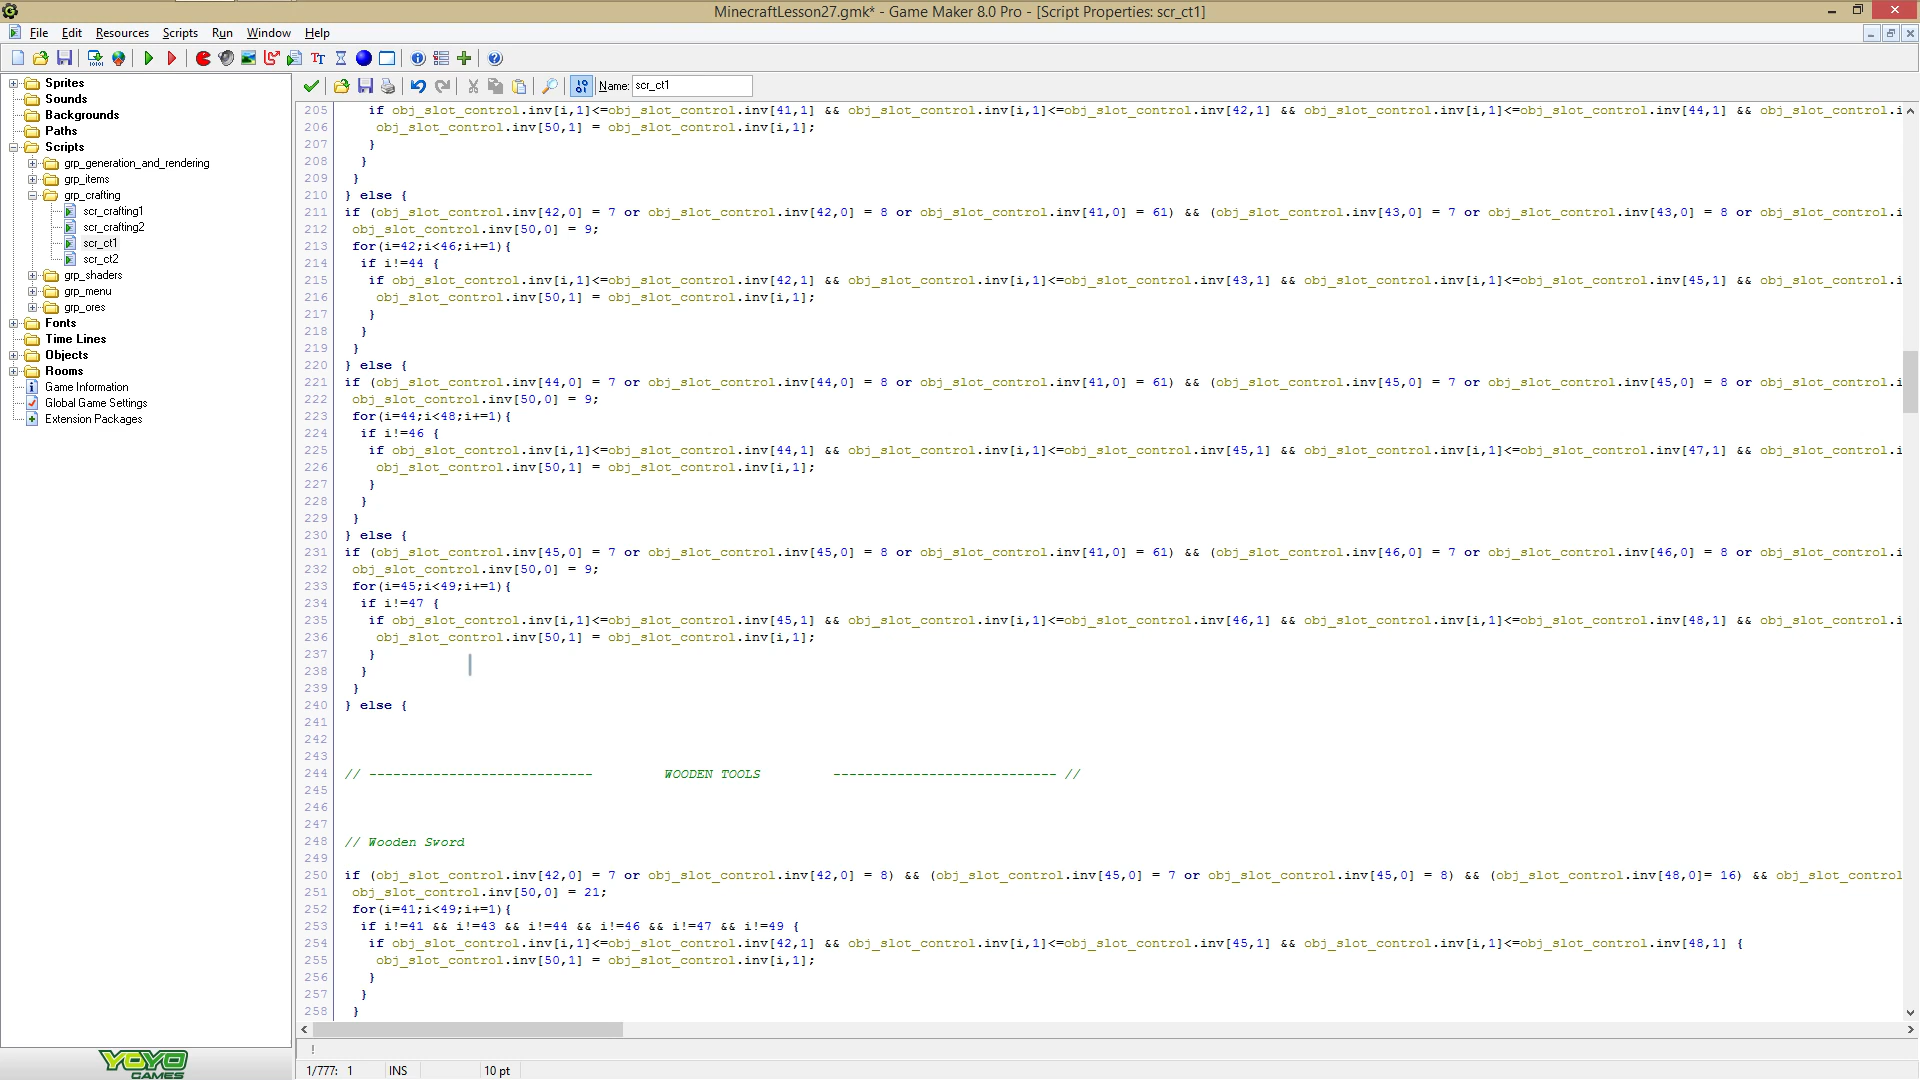 MinecraftLesson27.gmk* - Game Maker 8.0 Pro - [Script Properties: scr_ct1]
File Edit Resources Scripts Run Window Help
Name: scr_ct1
Sprites
Sounds
Backgrounds
Paths
Scripts
grp_generation_and_rendering
grp_items
grp_crafting
scr_crafting1
scr_crafting2
scr_ct1
scr_ct2
grp_shaders
grp_menu
grp_ores
Fonts
Time Lines
Objects
Rooms
Game Information
Global Game Settings
Extension Packages
YOYO
GAMES
205 if obj_slot_control.inv[i,1]<=obj_slot_control.inv[41,1] && obj_slot_control.inv[i,1]<=obj_slot_control.inv[42,1] && obj_slot_control.inv[i,1]<=obj_slot_control.inv[44,1] && obj_slot_control.i
206 obj_slot_control.inv[50,1] = obj_slot_control.inv[i,1];
207 }
208 }
209 }
210 } else {
211 if (obj_slot_control.inv[42,0] = 7 or obj_slot_control.inv[42,0] = 8 or obj_slot_control.inv[41,0] = 61) && (obj_slot_control.inv[43,0] = 7 or obj_slot_control.inv[43,0] = 8 or obj_slot_control.i
212 obj_slot_control.inv[50,0] = 9;
213 for(i=42;i<46;i+=1){
214 if i!=44 {
215 if obj_slot_control.inv[i,1]<=obj_slot_control.inv[42,1] && obj_slot_control.inv[i,1]<=obj_slot_control.inv[43,1] && obj_slot_control.inv[i,1]<=obj_slot_control.inv[45,1] && obj_slot_control.i
216 obj_slot_control.inv[50,1] = obj_slot_control.inv[i,1];
217 }
218 }
219 }
220 } else {
221 if (obj_slot_control.inv[44,0] = 7 or obj_slot_control.inv[44,0] = 8 or obj_slot_control.inv[41,0] = 61) && (obj_slot_control.inv[45,0] = 7 or obj_slot_control.inv[45,0] = 8 or obj_slot_control.i
222 obj_slot_control.inv[50,0] = 9;
223 for(i=44;i<48;i+=1){
224 if i!=46 {
225 if obj_slot_control.inv[i,1]<=obj_slot_control.inv[44,1] && obj_slot_control.inv[i,1]<=obj_slot_control.inv[45,1] && obj_slot_control.inv[i,1]<=obj_slot_control.inv[47,1] && obj_slot_control.i
226 obj_slot_control.inv[50,1] = obj_slot_control.inv[i,1];
227 }
228 }
229 }
230 } else {
231 if (obj_slot_control.inv[45,0] = 7 or obj_slot_control.inv[45,0] = 8 or obj_slot_control.inv[41,0] = 61) && (obj_slot_control.inv[46,0] = 7 or obj_slot_control.inv[46,0] = 8 or obj_slot_control.i
232 obj_slot_control.inv[50,0] = 9;
233 for(i=45;i<49;i+=1){
234 if i!=47 {
235 if obj_slot_control.inv[i,1]<=obj_slot_control.inv[45,1] && obj_slot_control.inv[i,1]<=obj_slot_control.inv[46,1] && obj_slot_control.inv[i,1]<=obj_slot_control.inv[48,1] && obj_slot_control.i
236 obj_slot_control.inv[50,1] = obj_slot_control.inv[i,1];
237 }
238 }
239 }
240 } else {
241
242
243
244 // ---------------------------- WOODEN TOOLS ---------------------------- //
245
246
247
248 // Wooden Sword
249
250 if (obj_slot_control.inv[42,0] = 7 or obj_slot_control.inv[42,0] = 8) && (obj_slot_control.inv[45,0] = 7 or obj_slot_control.inv[45,0] = 8) && (obj_slot_control.inv[48,0]= 16) && obj_slot_control
251 obj_slot_control.inv[50,0] = 21;
252 for(i=41;i<49;i+=1){
253 if i!=41 && i!=43 && i!=44 && i!=46 && i!=47 && i!=49 {
254 if obj_slot_control.inv[i,1]<=obj_slot_control.inv[42,1] && obj_slot_control.inv[i,1]<=obj_slot_control.inv[45,1] && obj_slot_control.inv[i,1]<=obj_slot_control.inv[48,1] {
255 obj_slot_control.inv[50,1] = obj_slot_control.inv[i,1];
256 }
257 }
258 }
!
1/777: 1 INS 10 pt